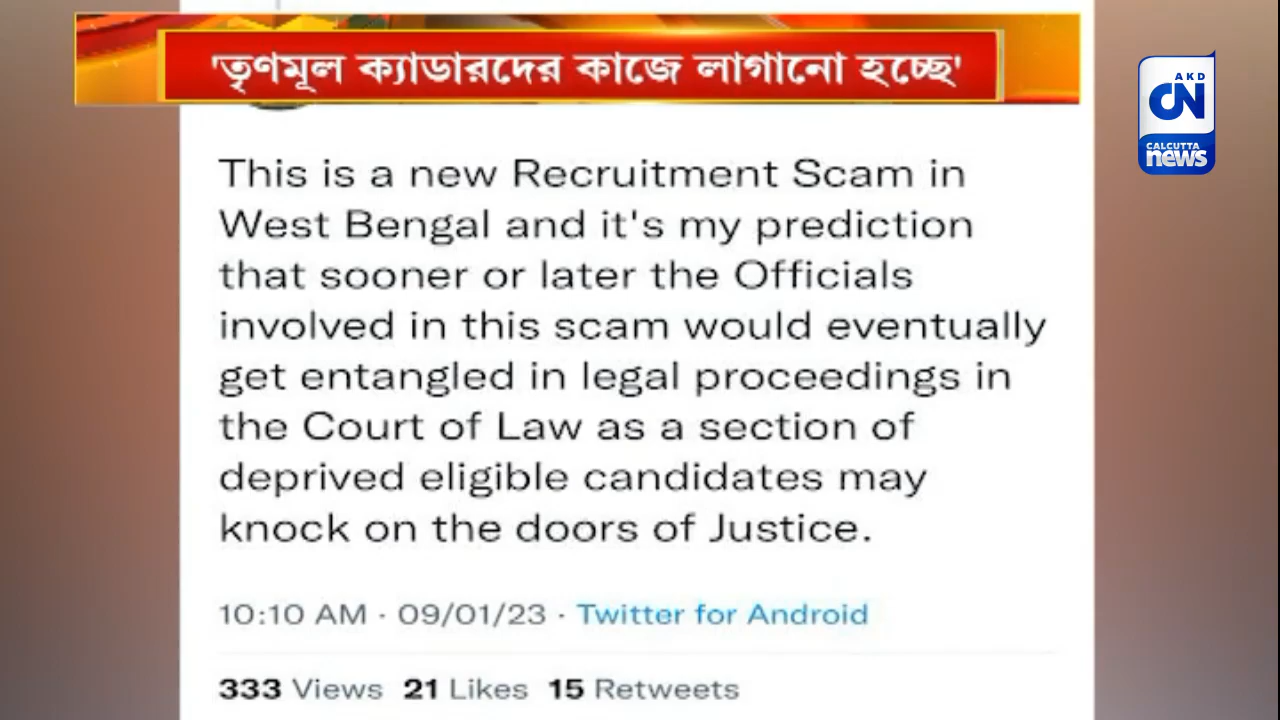 'তৃণমূল ক্যাডারদের কাজে লাগানো হচ্ছে'
AKD
CN
CALCUTTA
news
This is a new Recruitment Scam in
West Bengal and it's my prediction
that sooner or later the Officials
involved in this scam would eventually
get entangled in legal proceedings in
the Court of Law as a section of
deprived eligible candidates may
knock on the doors of Justice.
10:10 AM · 09/01/23 · Twitter for Android
333 Views 21 Likes 15 Retweets